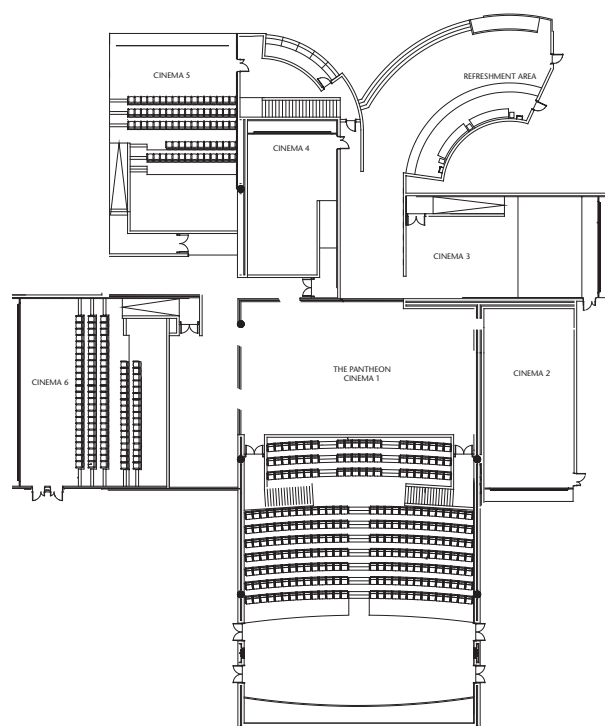 CINEMA 5
REFRESHMENT AREA
CINEMA 4
CINEMA 3
THE PANTHEON
CINEMA 1
CINEMA 2
CINEMA 6